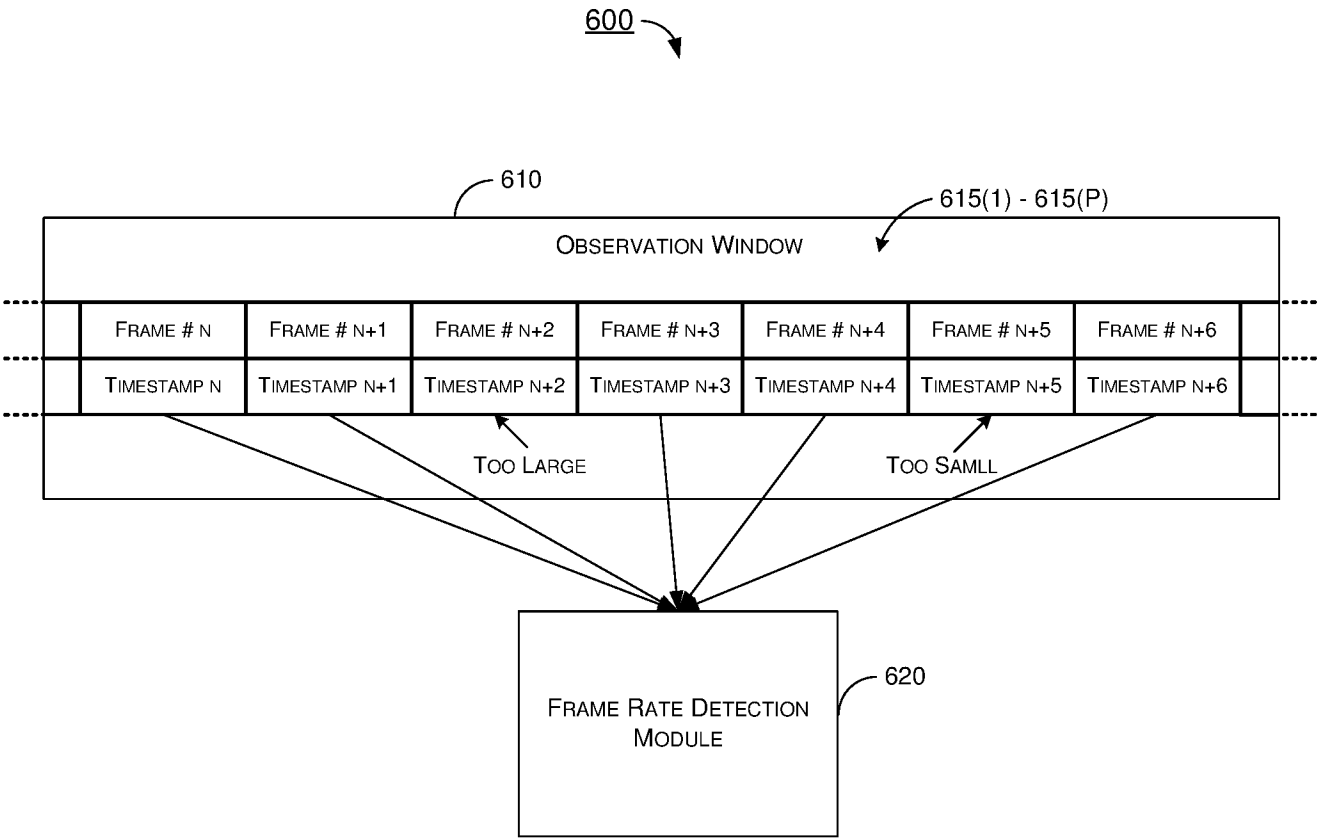 600
610
615(1) - 615(P)
OBSERVATION WINDOW
FRAME # N FRAME # N+1 FRAME # N+2 FRAME # N+3 FRAME # N+4 FRAME # N+5 FRAME # N+6
TIMESTAMP N TIMESTAMP N+1 TIMESTAMP N+2 TIMESTAMP N+3 TIMESTAMP N+4 TIMESTAMP N+5 TIMESTAMP N+6
TOO LARGE TOO SAMLL
620
FRAME RATE DETECTION
MODULE